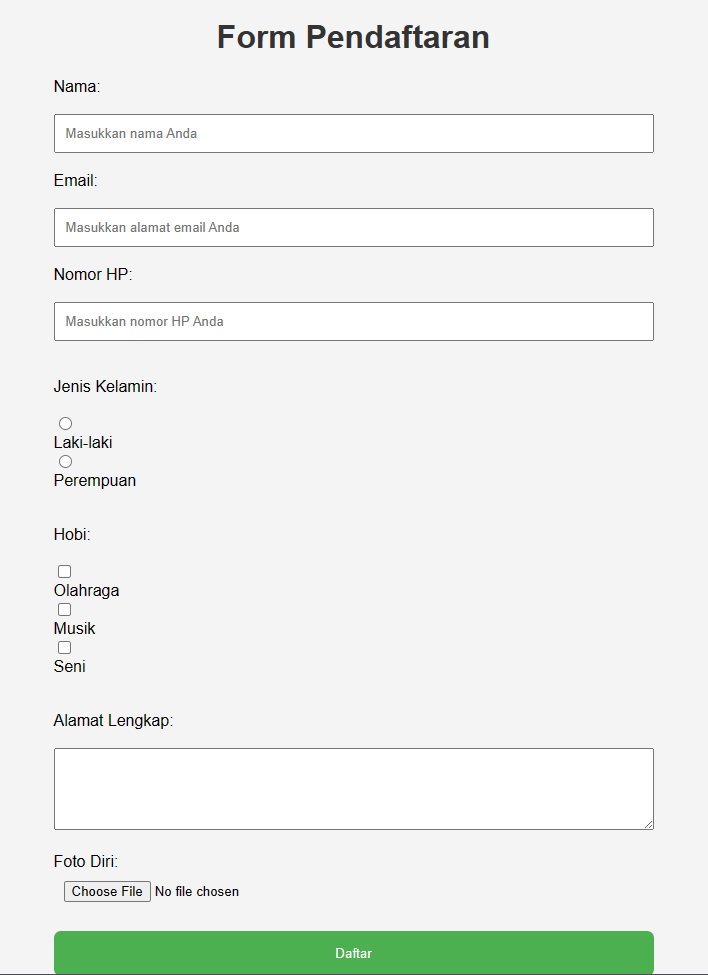 Form Pendaftaran
Nama:
Masukkan nama Anda
Email:
Masukkan alamat email Anda
Nomor HP:
Masukkan nomor HP Anda
Jenis Kelamin:
Laki-laki
Perempuan
Hobi:
Olahraga
Musik
Seni
Alamat Lengkap:
Foto Diri:
Choose File No file chosen
Daftar